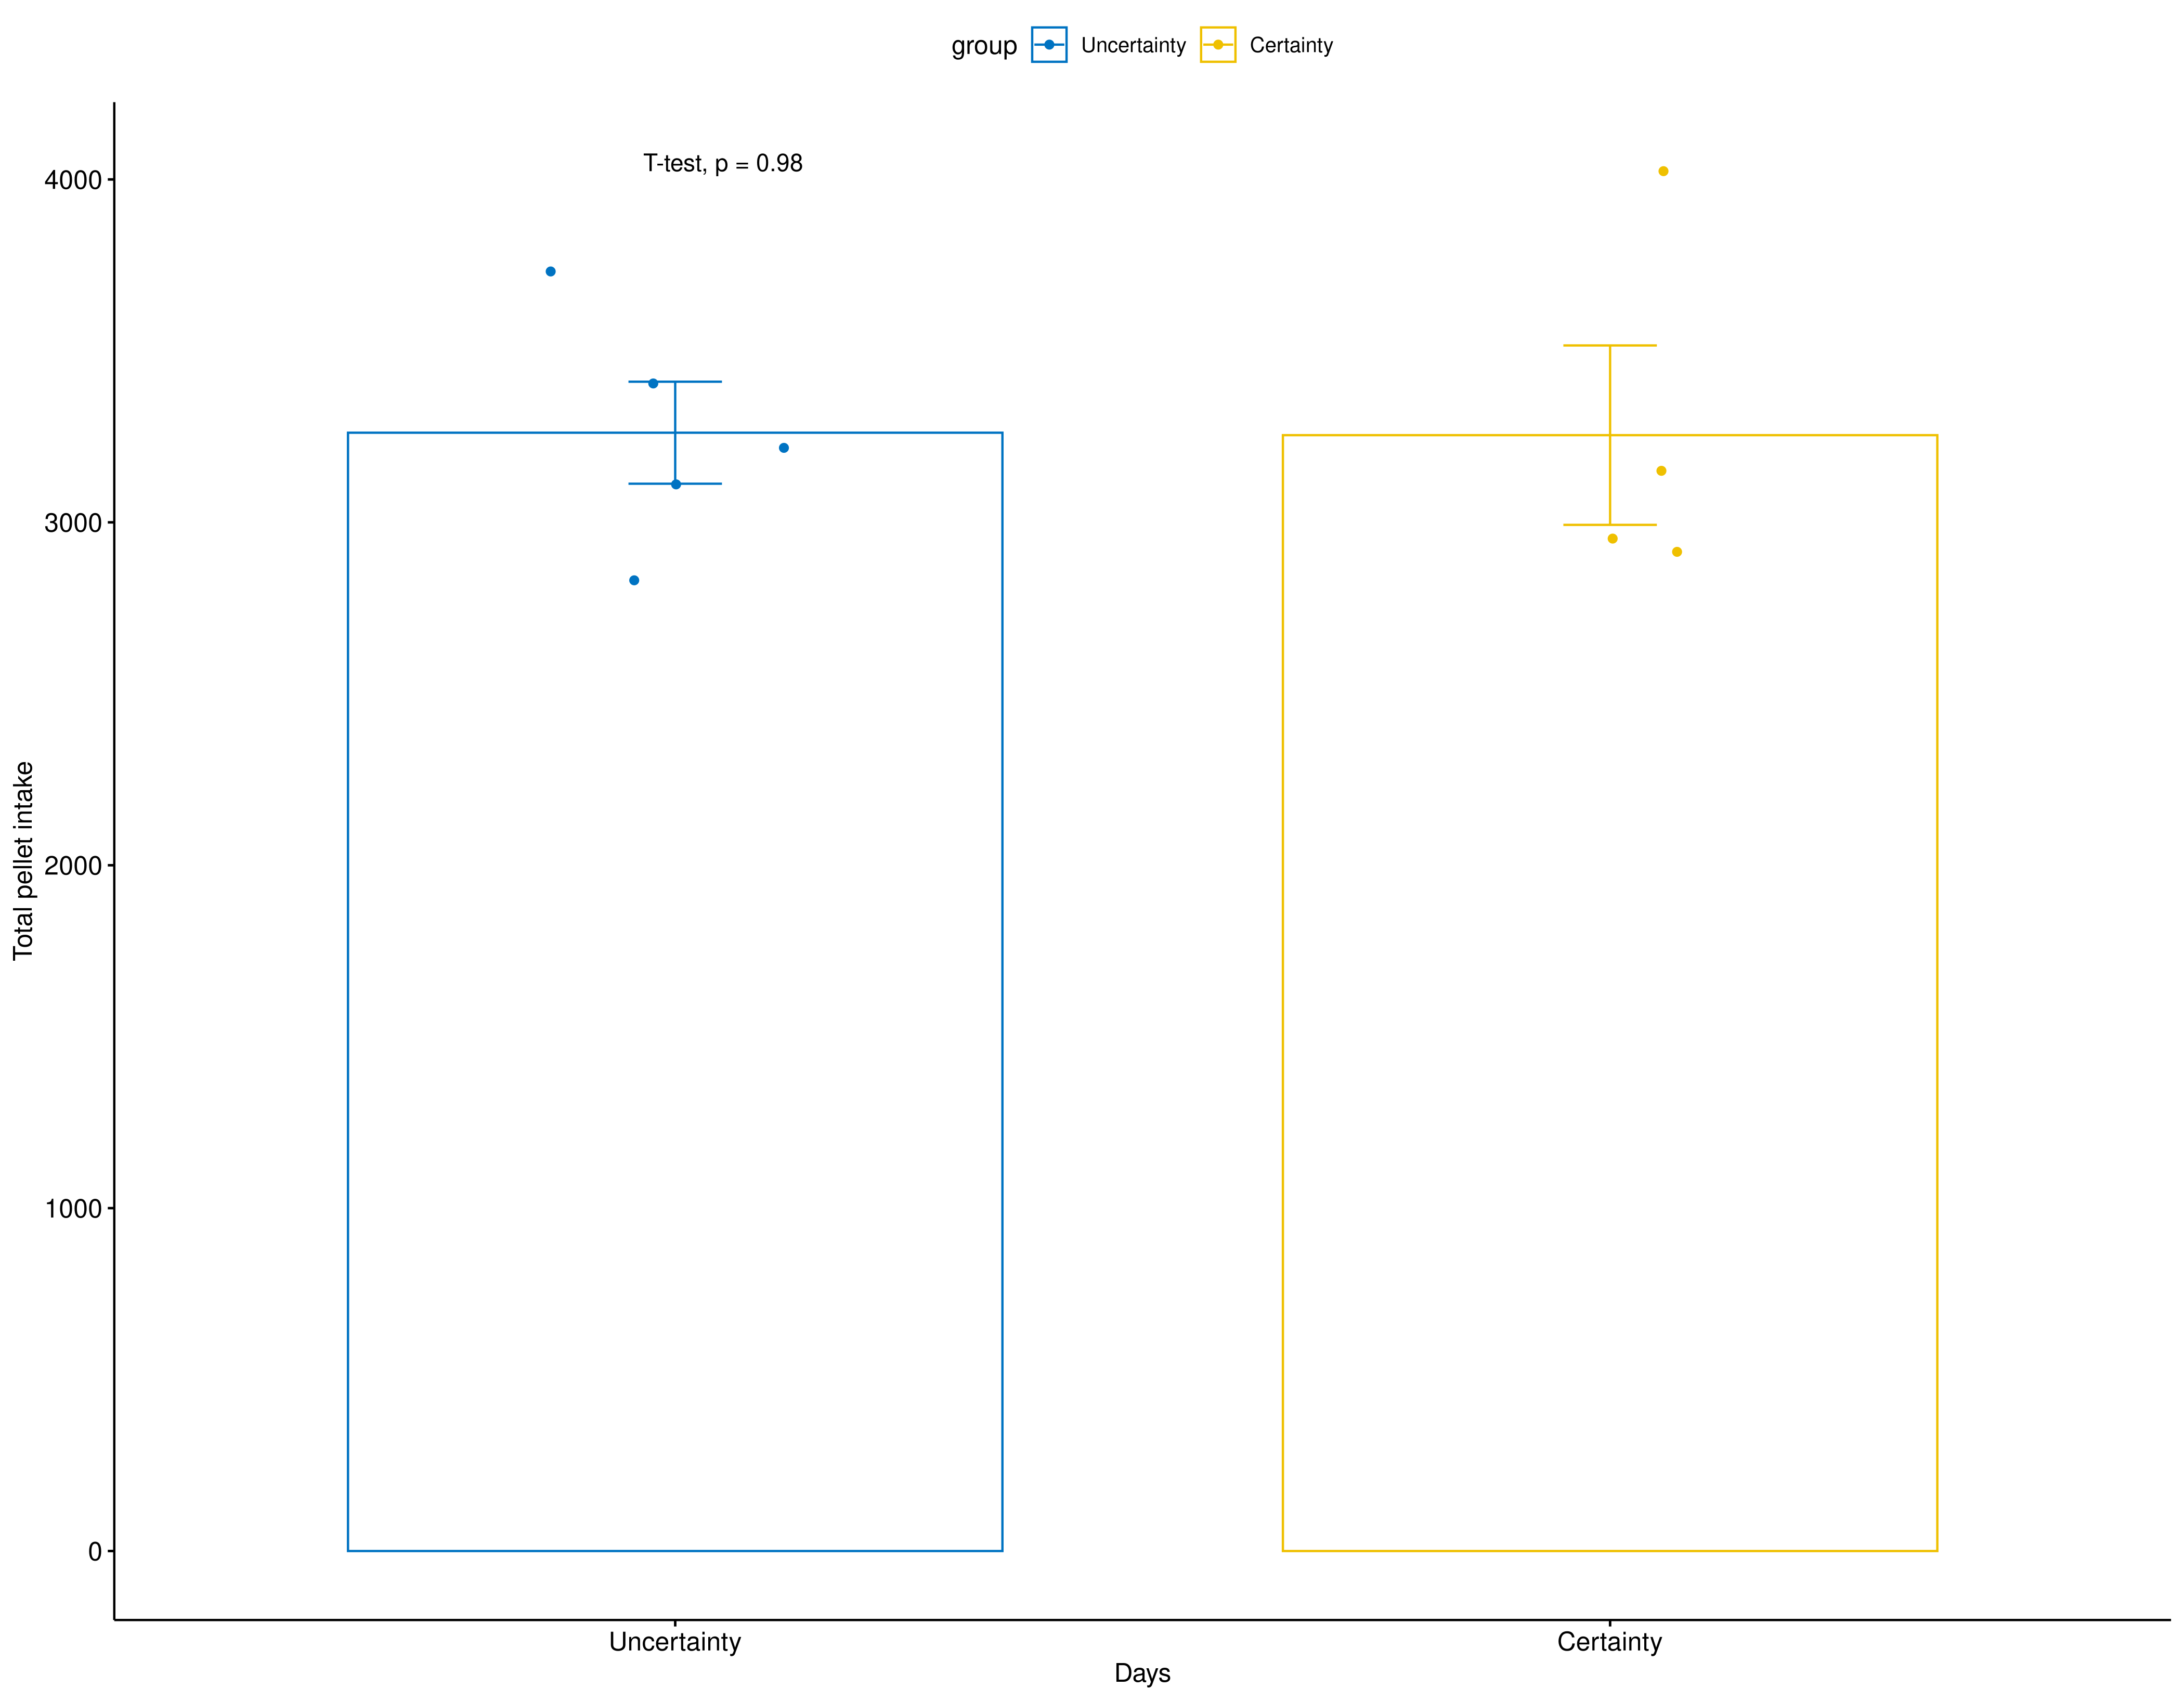 group Uncertainty Certainty
T-test, p = 0.98
4000
3000
2000
1000
0
Total pellet intake
Uncertainty Certainty
Days